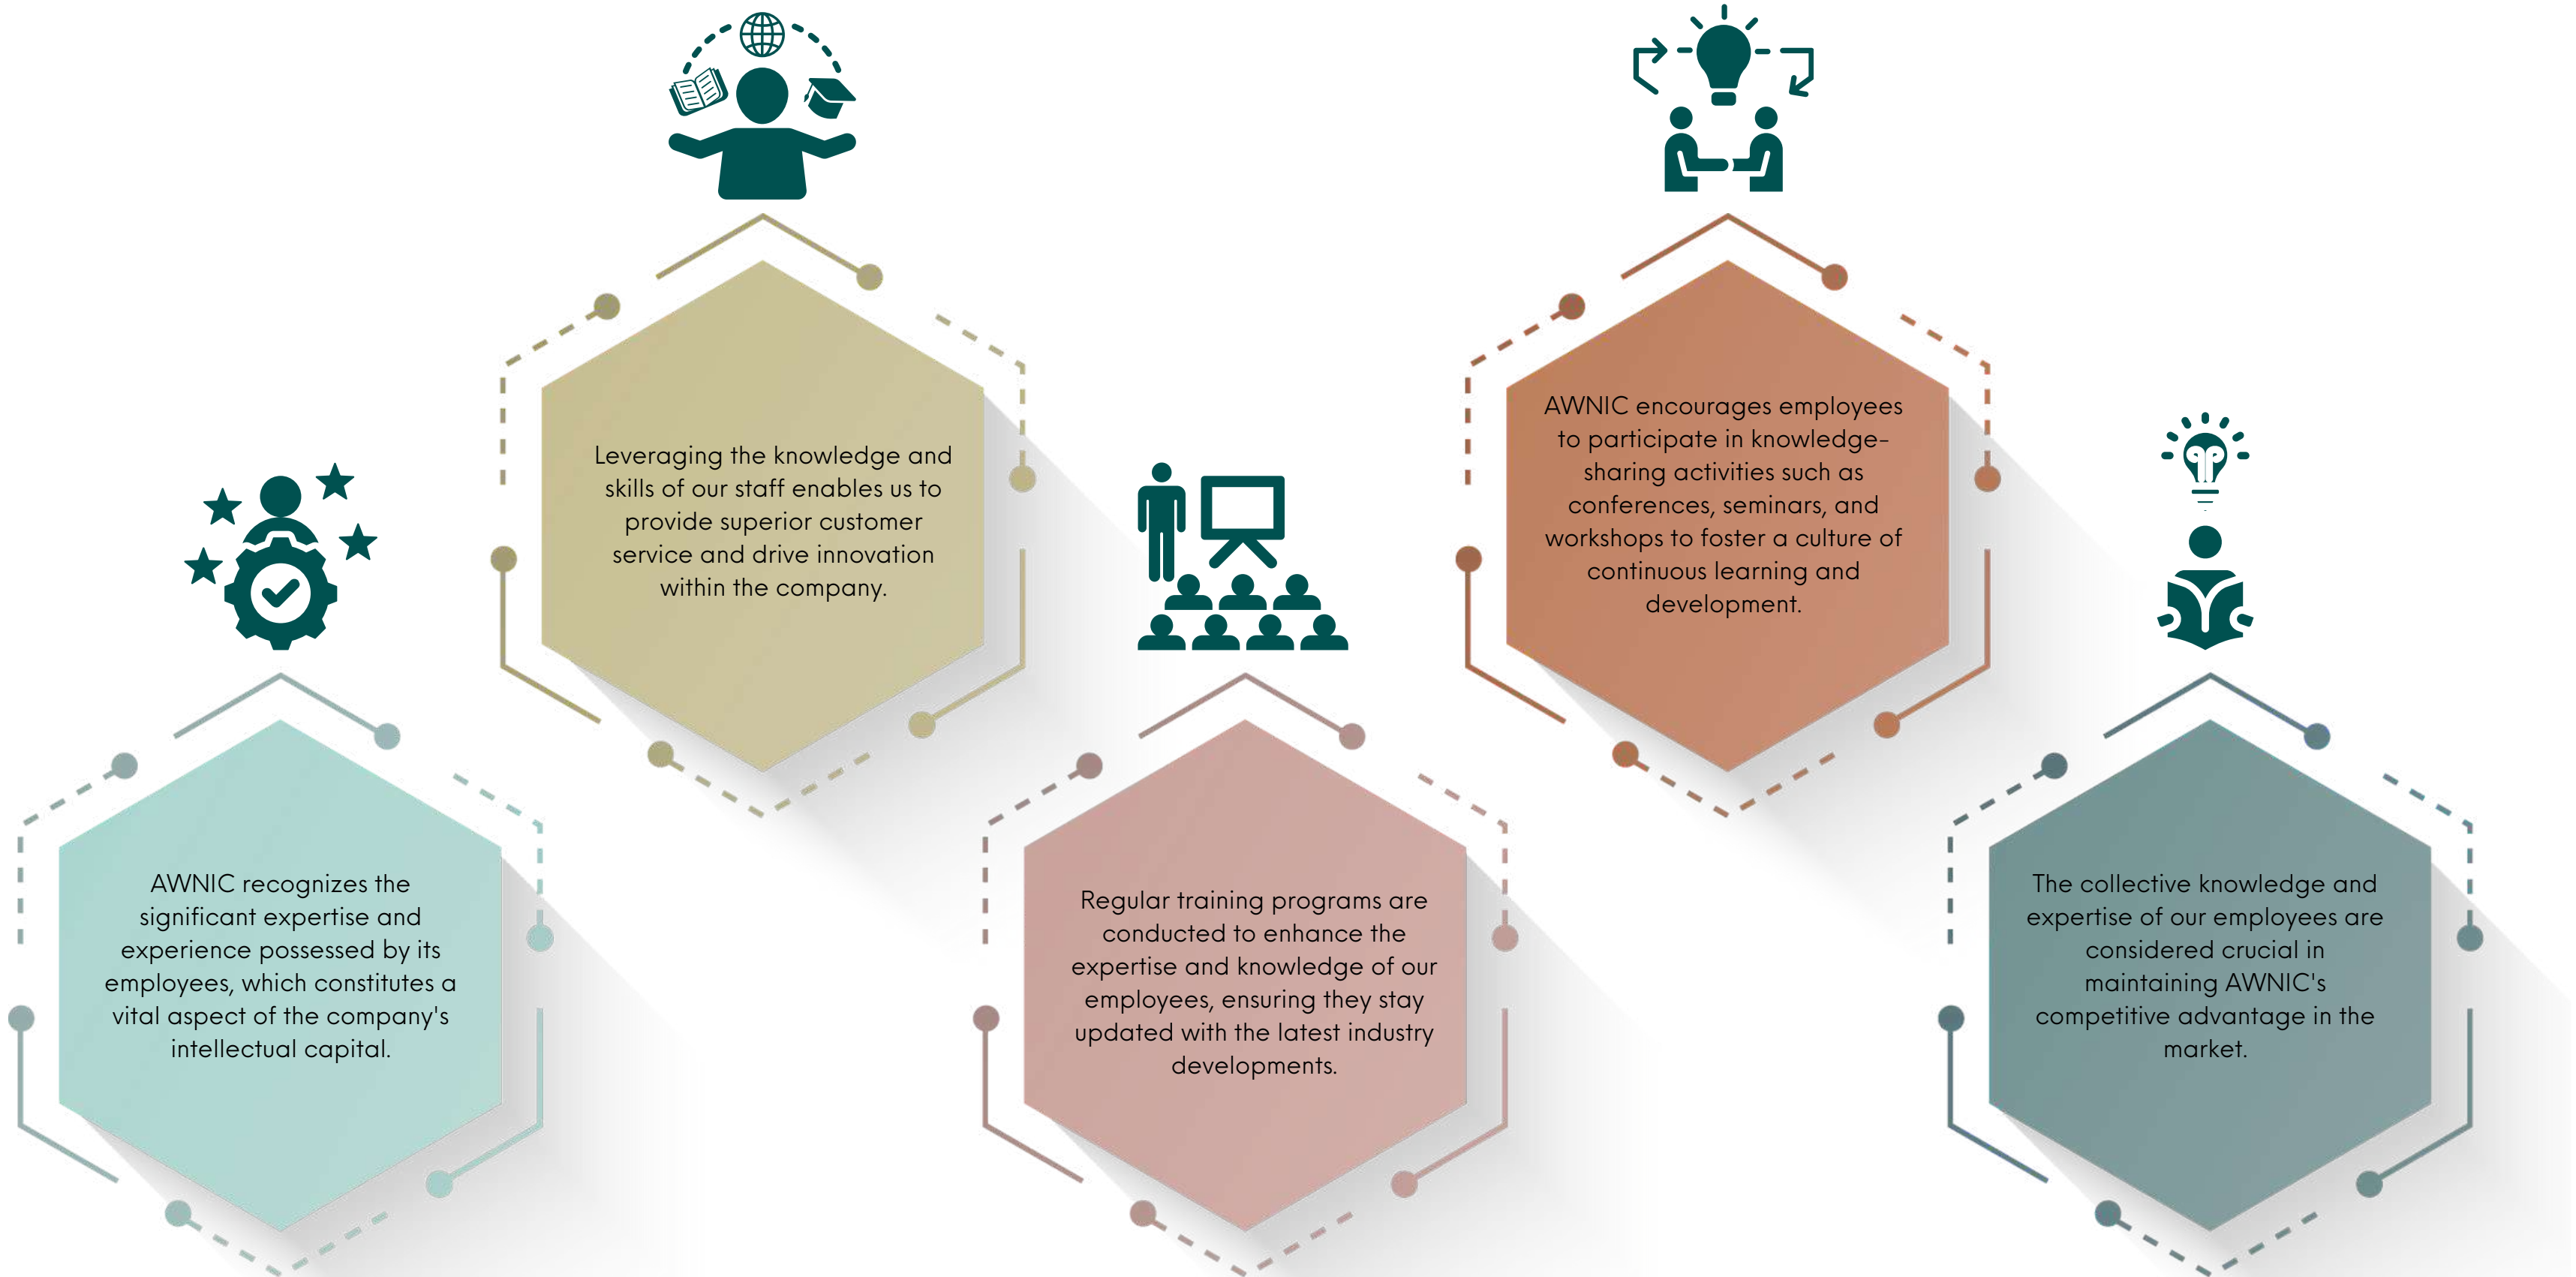 AWNIC recognizes the
significant expertise and
experience possessed by its
employees, which constitutes a
vital aspect of the company's
intellectual capital.
Leveraging the knowledge and
skills of our staff enables us to
provide superior customer
service and drive innovation
within the company.
Regular training programs are
conducted to enhance the
expertise and knowledge of our
employees, ensuring they stay
updated with the latest industry
developments.
AWNIC encourages employees
to participate in knowledge-
sharing activities such as
conferences, seminars, and
workshops to foster a culture of
continuous learning and
development.
The collective knowledge and
expertise of our employees are
considered crucial in
maintaining AWNIC's
competitive advantage in the
market.